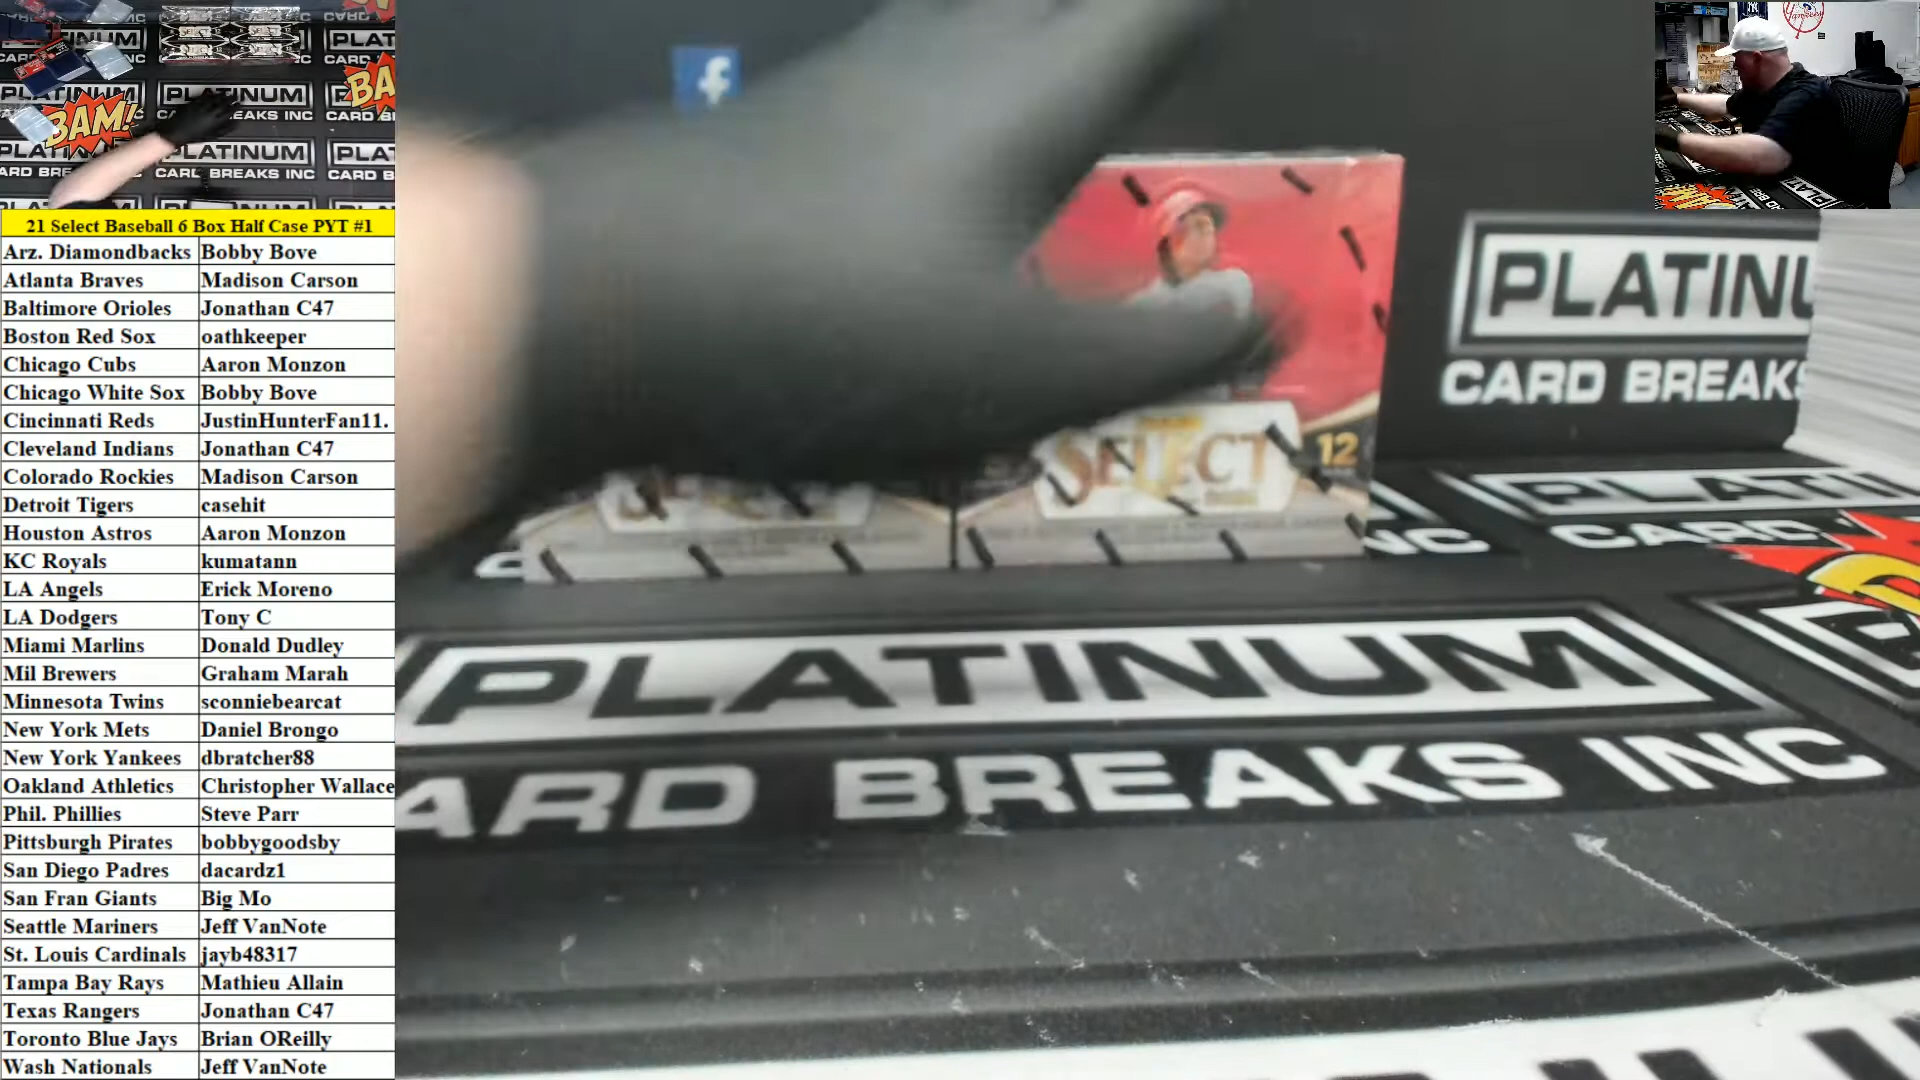 21 Select Baseball 6 Box Half Case PYT #1
Arz. Diamondbacks Bobby Bove
Atlanta Braves Madison Carson
Baltimore Orioles Jonathan C47
Boston Red Sox oathkeeper
Chicago Cubs Aaron Monzon
Chicago White Sox Bobby Bove
Cincinnati Reds JustinHunterFan11.
Cleveland Indians Jonathan C47
Colorado Rockies Madison Carson
Detroit Tigers casehit
Houston Astros Aaron Monzon
KC Royals kumatann
LA Angels Erick Moreno
LA Dodgers Tony C
Miami Marlins Donald Dudley
Mil Brewers Graham Marah
Minnesota Twins sconniebearcat
New York Mets Daniel Brongo
New York Yankees dbratcher88
Oakland Athletics Christopher Wallace
Phil. Phillies Steve Parr
Pittsburgh Pirates bobbygoodsby
San Diego Padres dacardz1
San Fran Giants Big Mo
Seattle Mariners Jeff VanNote
St. Louis Cardinals jayb48317
Tampa Bay Rays Mathieu Allain
Texas Rangers Jonathan C47
Toronto Blue Jays Brian OReilly
Wash Nationals Jeff VanNote
PLATINUM
BAM!
PLATINUM
PLATINUM
f
SELECT
12
PLATINU
CARD BREAKS
PLATINUM
ARD BREAKS INC
Yankees